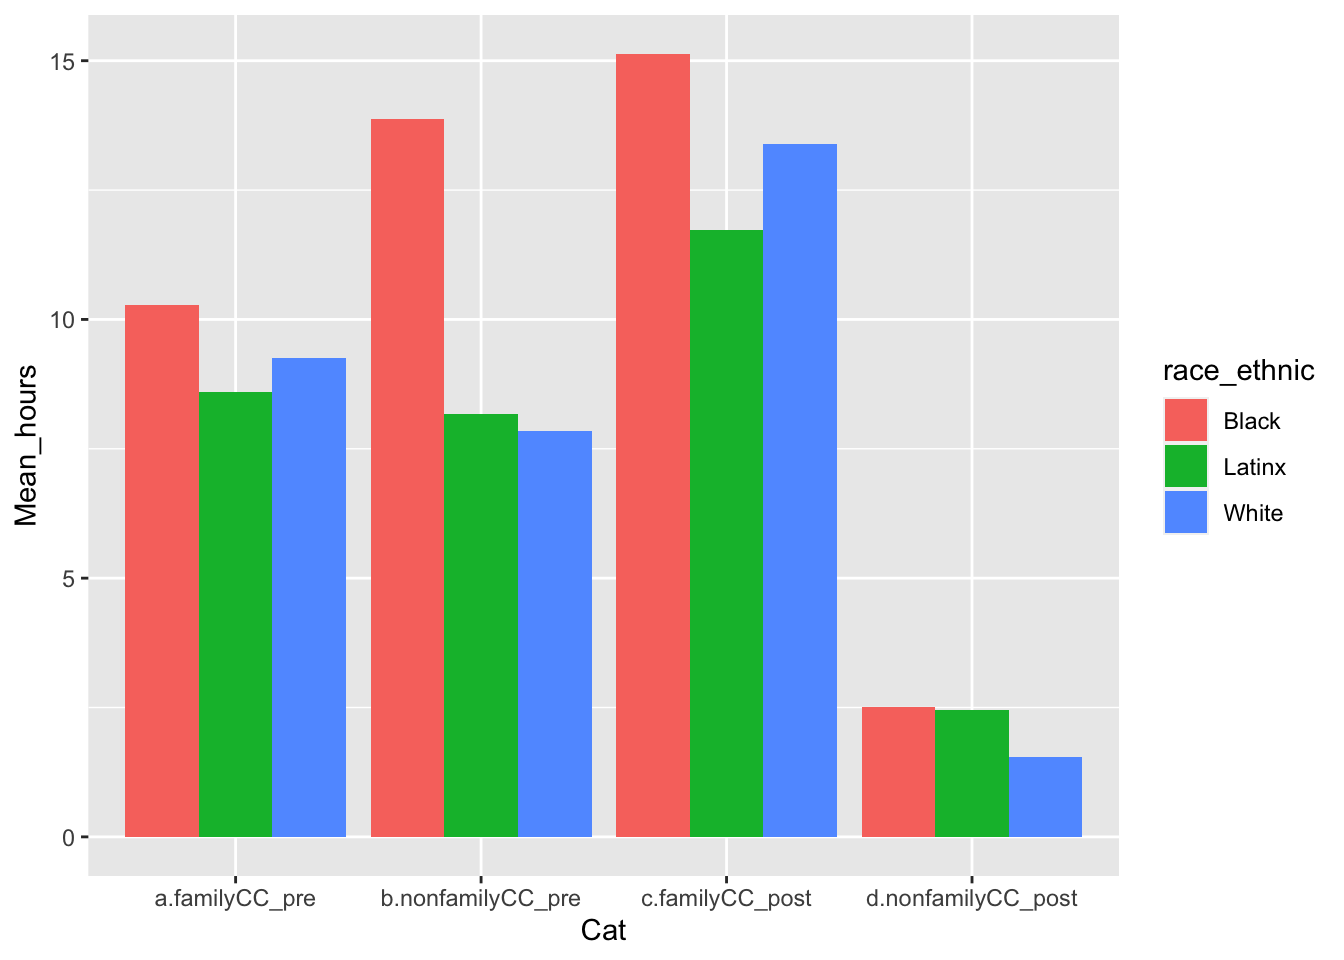 15
10
5
0
Mean_hours
a.familyCC_pre
b.nonfamilyCC_pre
c.familyCC_post
d.nonfamilyCC_post
Cat
race_ethnic
Black
Latinx
White